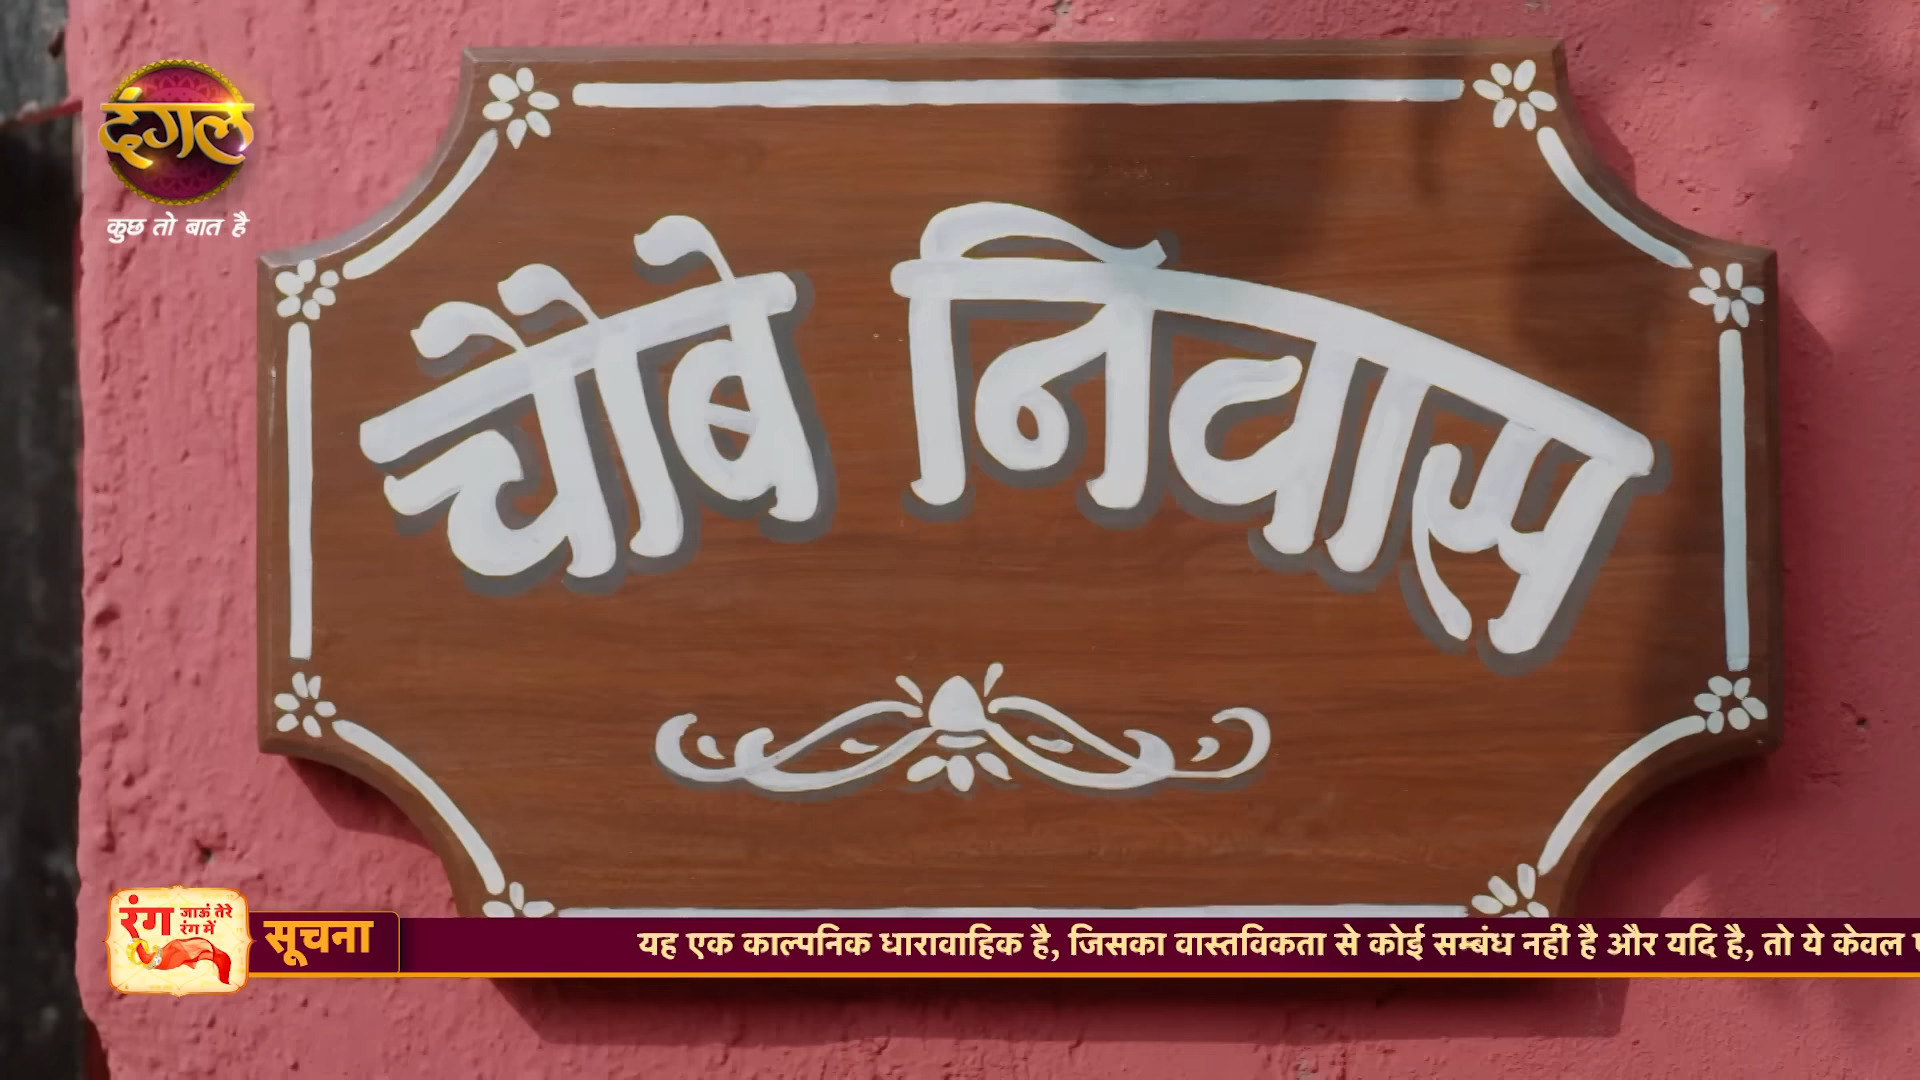 दंगल
कुछ तो बात है
चौबे निवास
रंग जाऊं तेरे
रंग में
सूचना
यह एक काल्पनिक धारावाहिक है, जिसका वास्तविकता से कोई सम्बंध नहीं है और यदि है, तो ये केवल